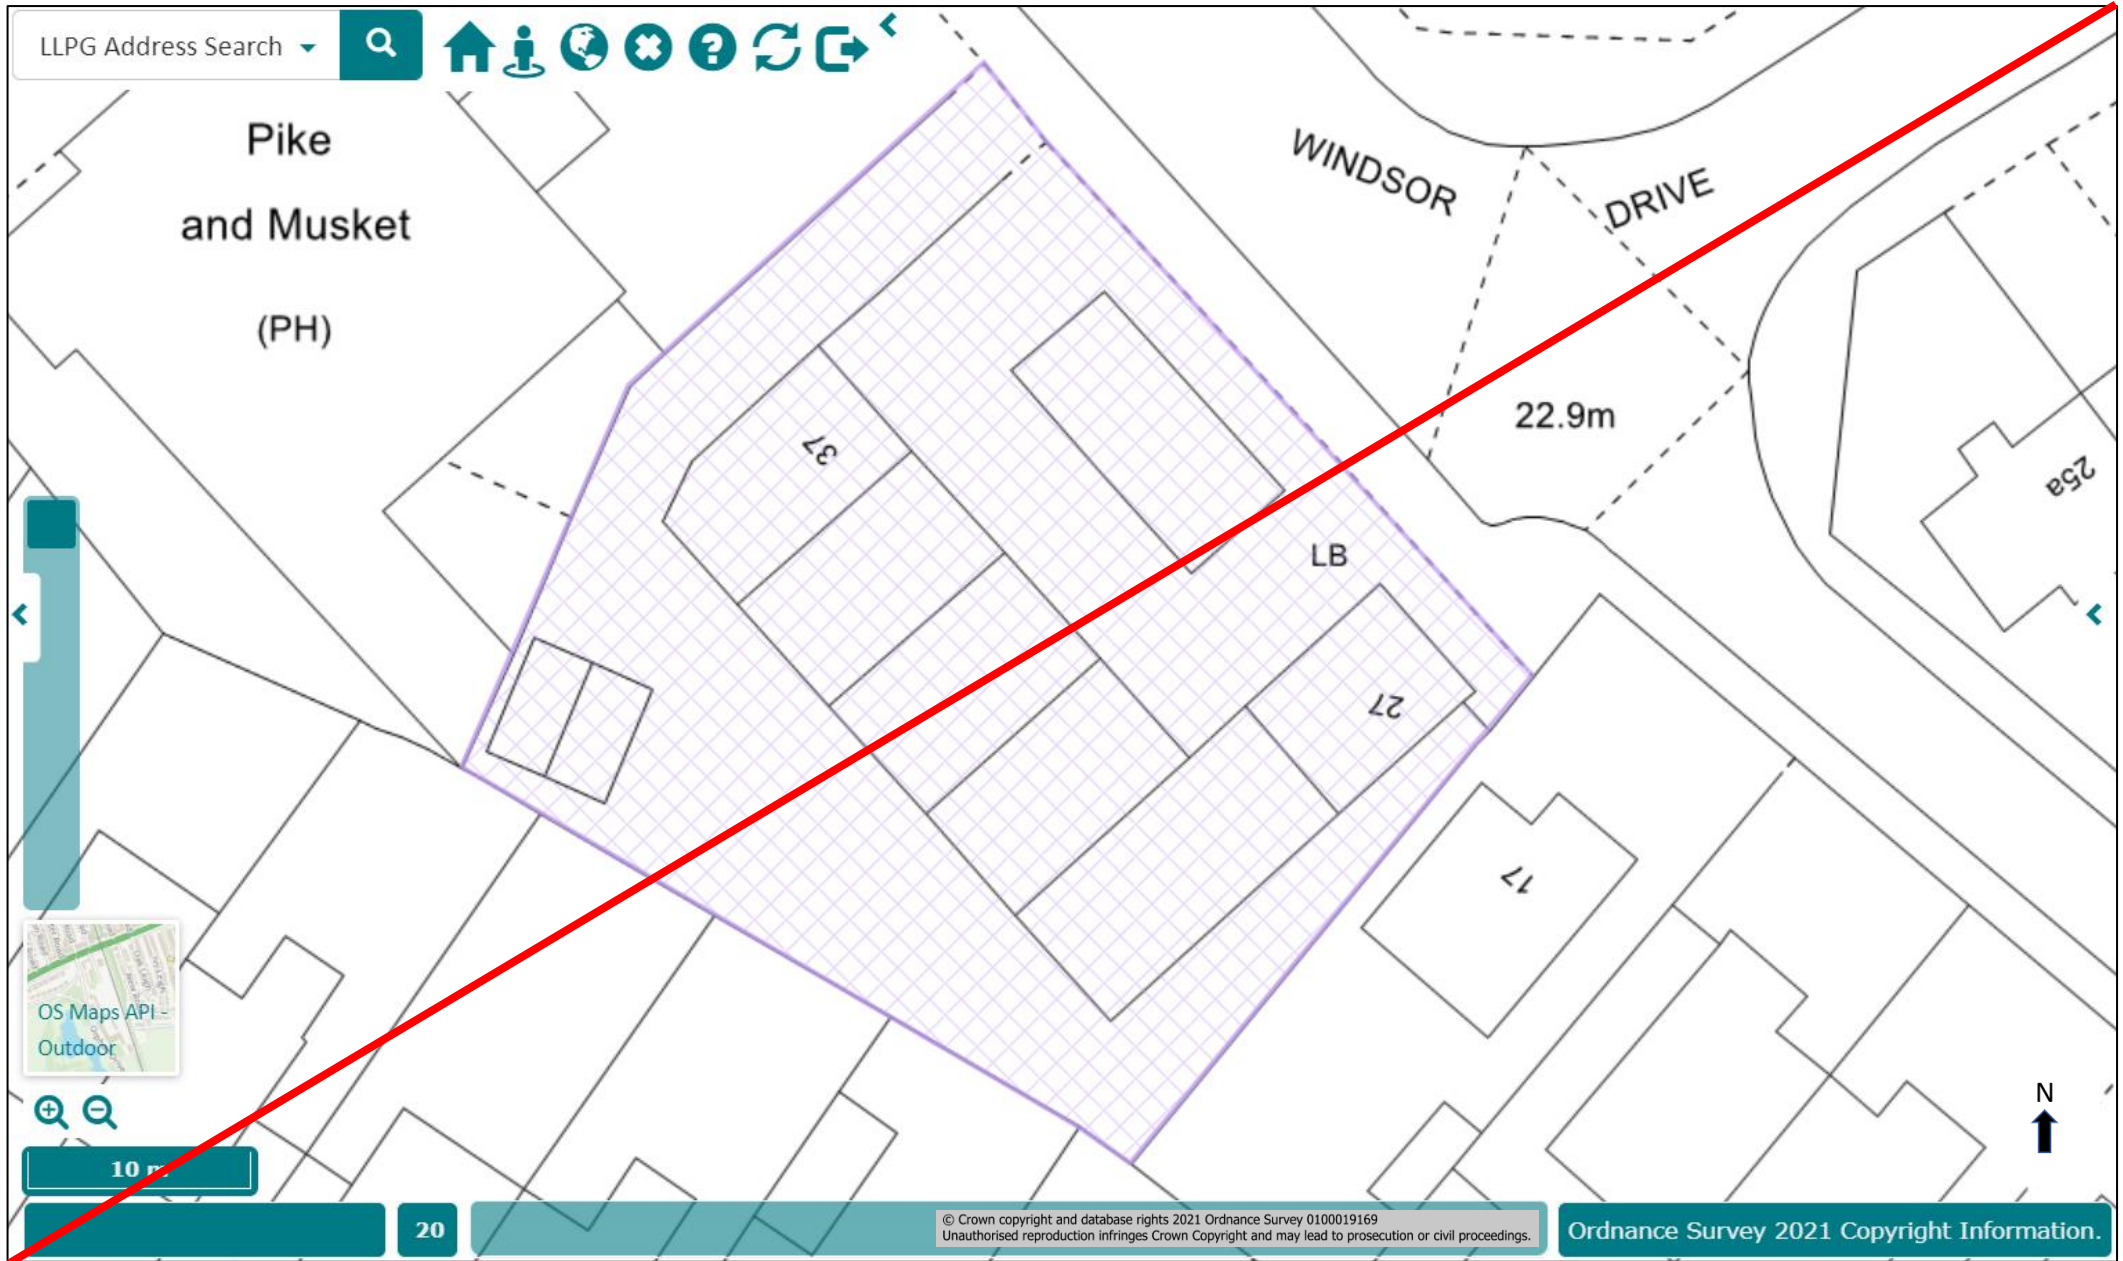 LLPG Address Search
Pike
and Musket
(PH)
WINDSOR
DRIVE
22.9m
25a
37
LB
27
17
OS Maps API -
Outdoor
N
10 m
20
© Crown copyright and database rights 2021 Ordnance Survey 0100019169
Unauthorised reproduction infringes Crown Copyright and may lead to prosecution or civil proceedings.
Ordnance Survey 2021 Copyright Information.